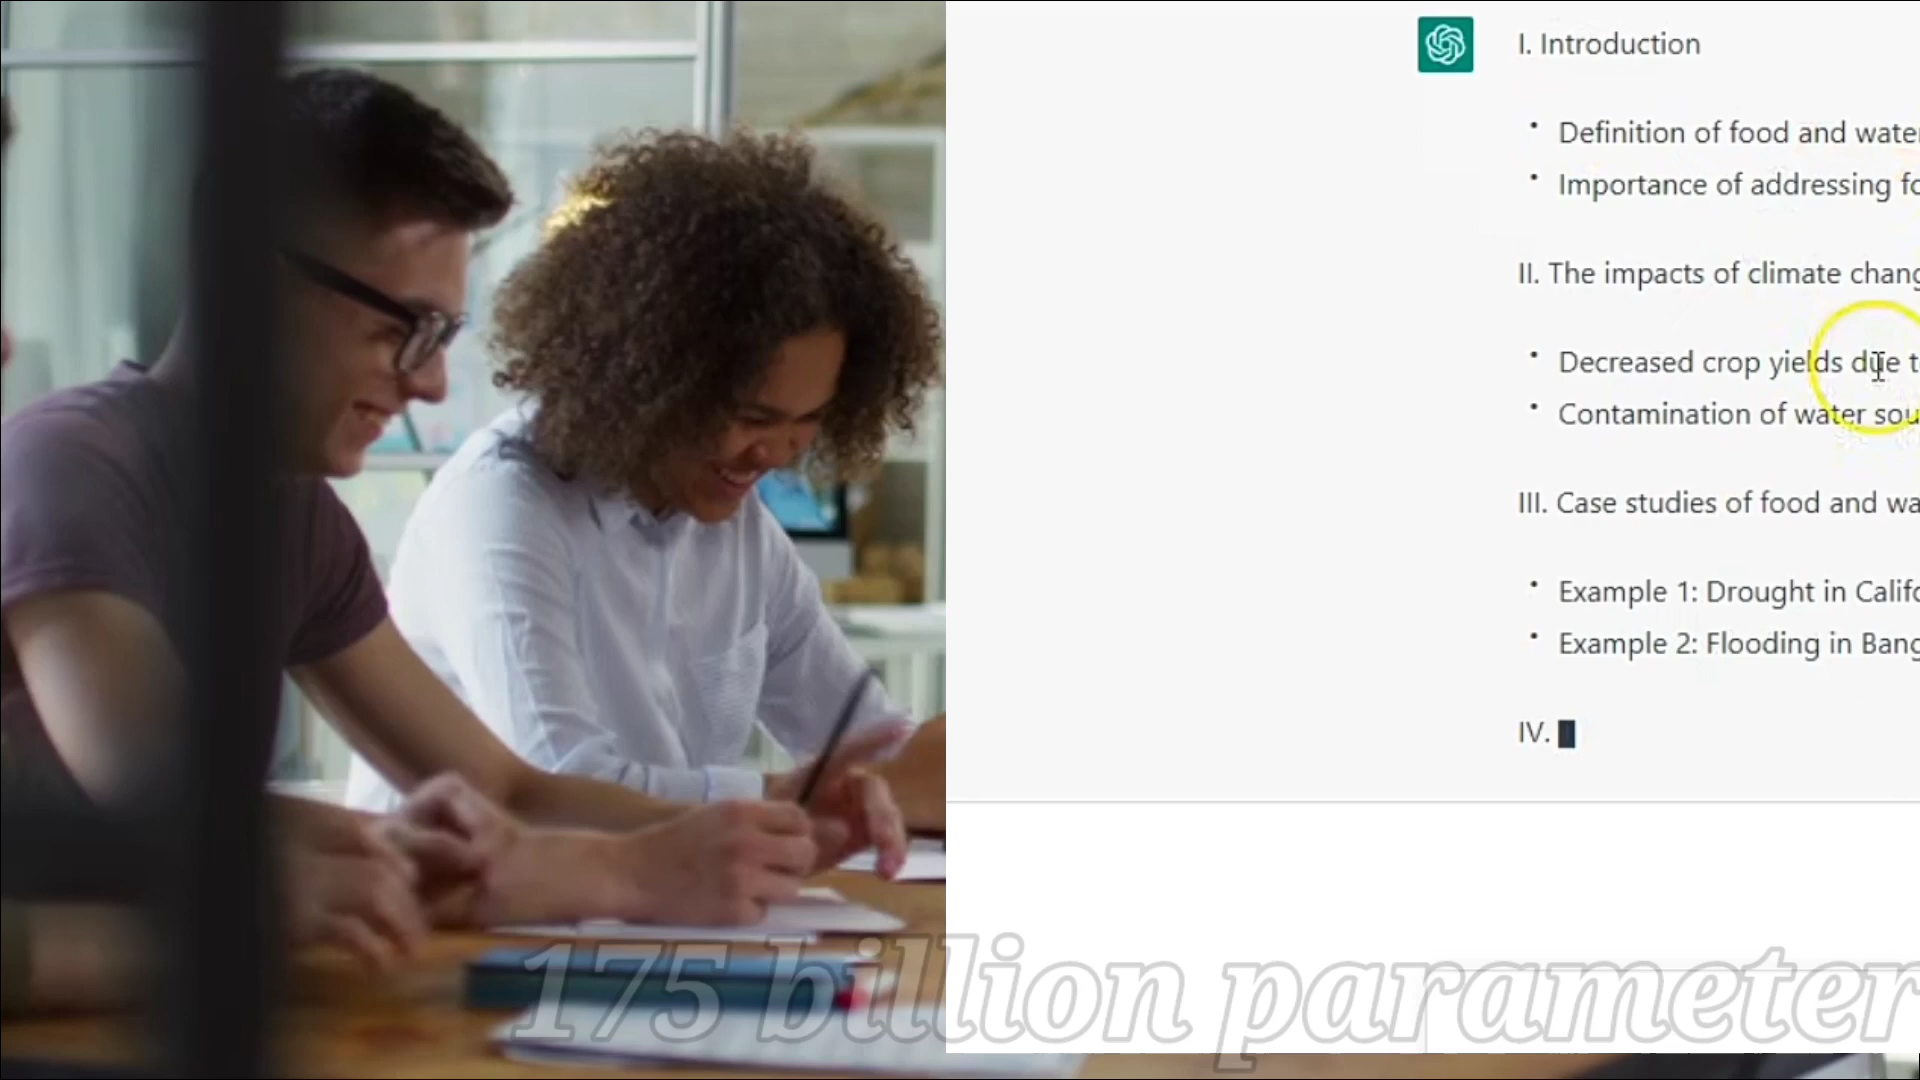 I. Introduction
• Definition of food and water
• Importance of addressing fo
II. The impacts of climate chang
• Decreased crop yields due t
• Contamination of water sou
III. Case studies of food and wa
• Example 1: Drought in Califo
• Example 2: Flooding in Bang
IV.
175 billion parameter